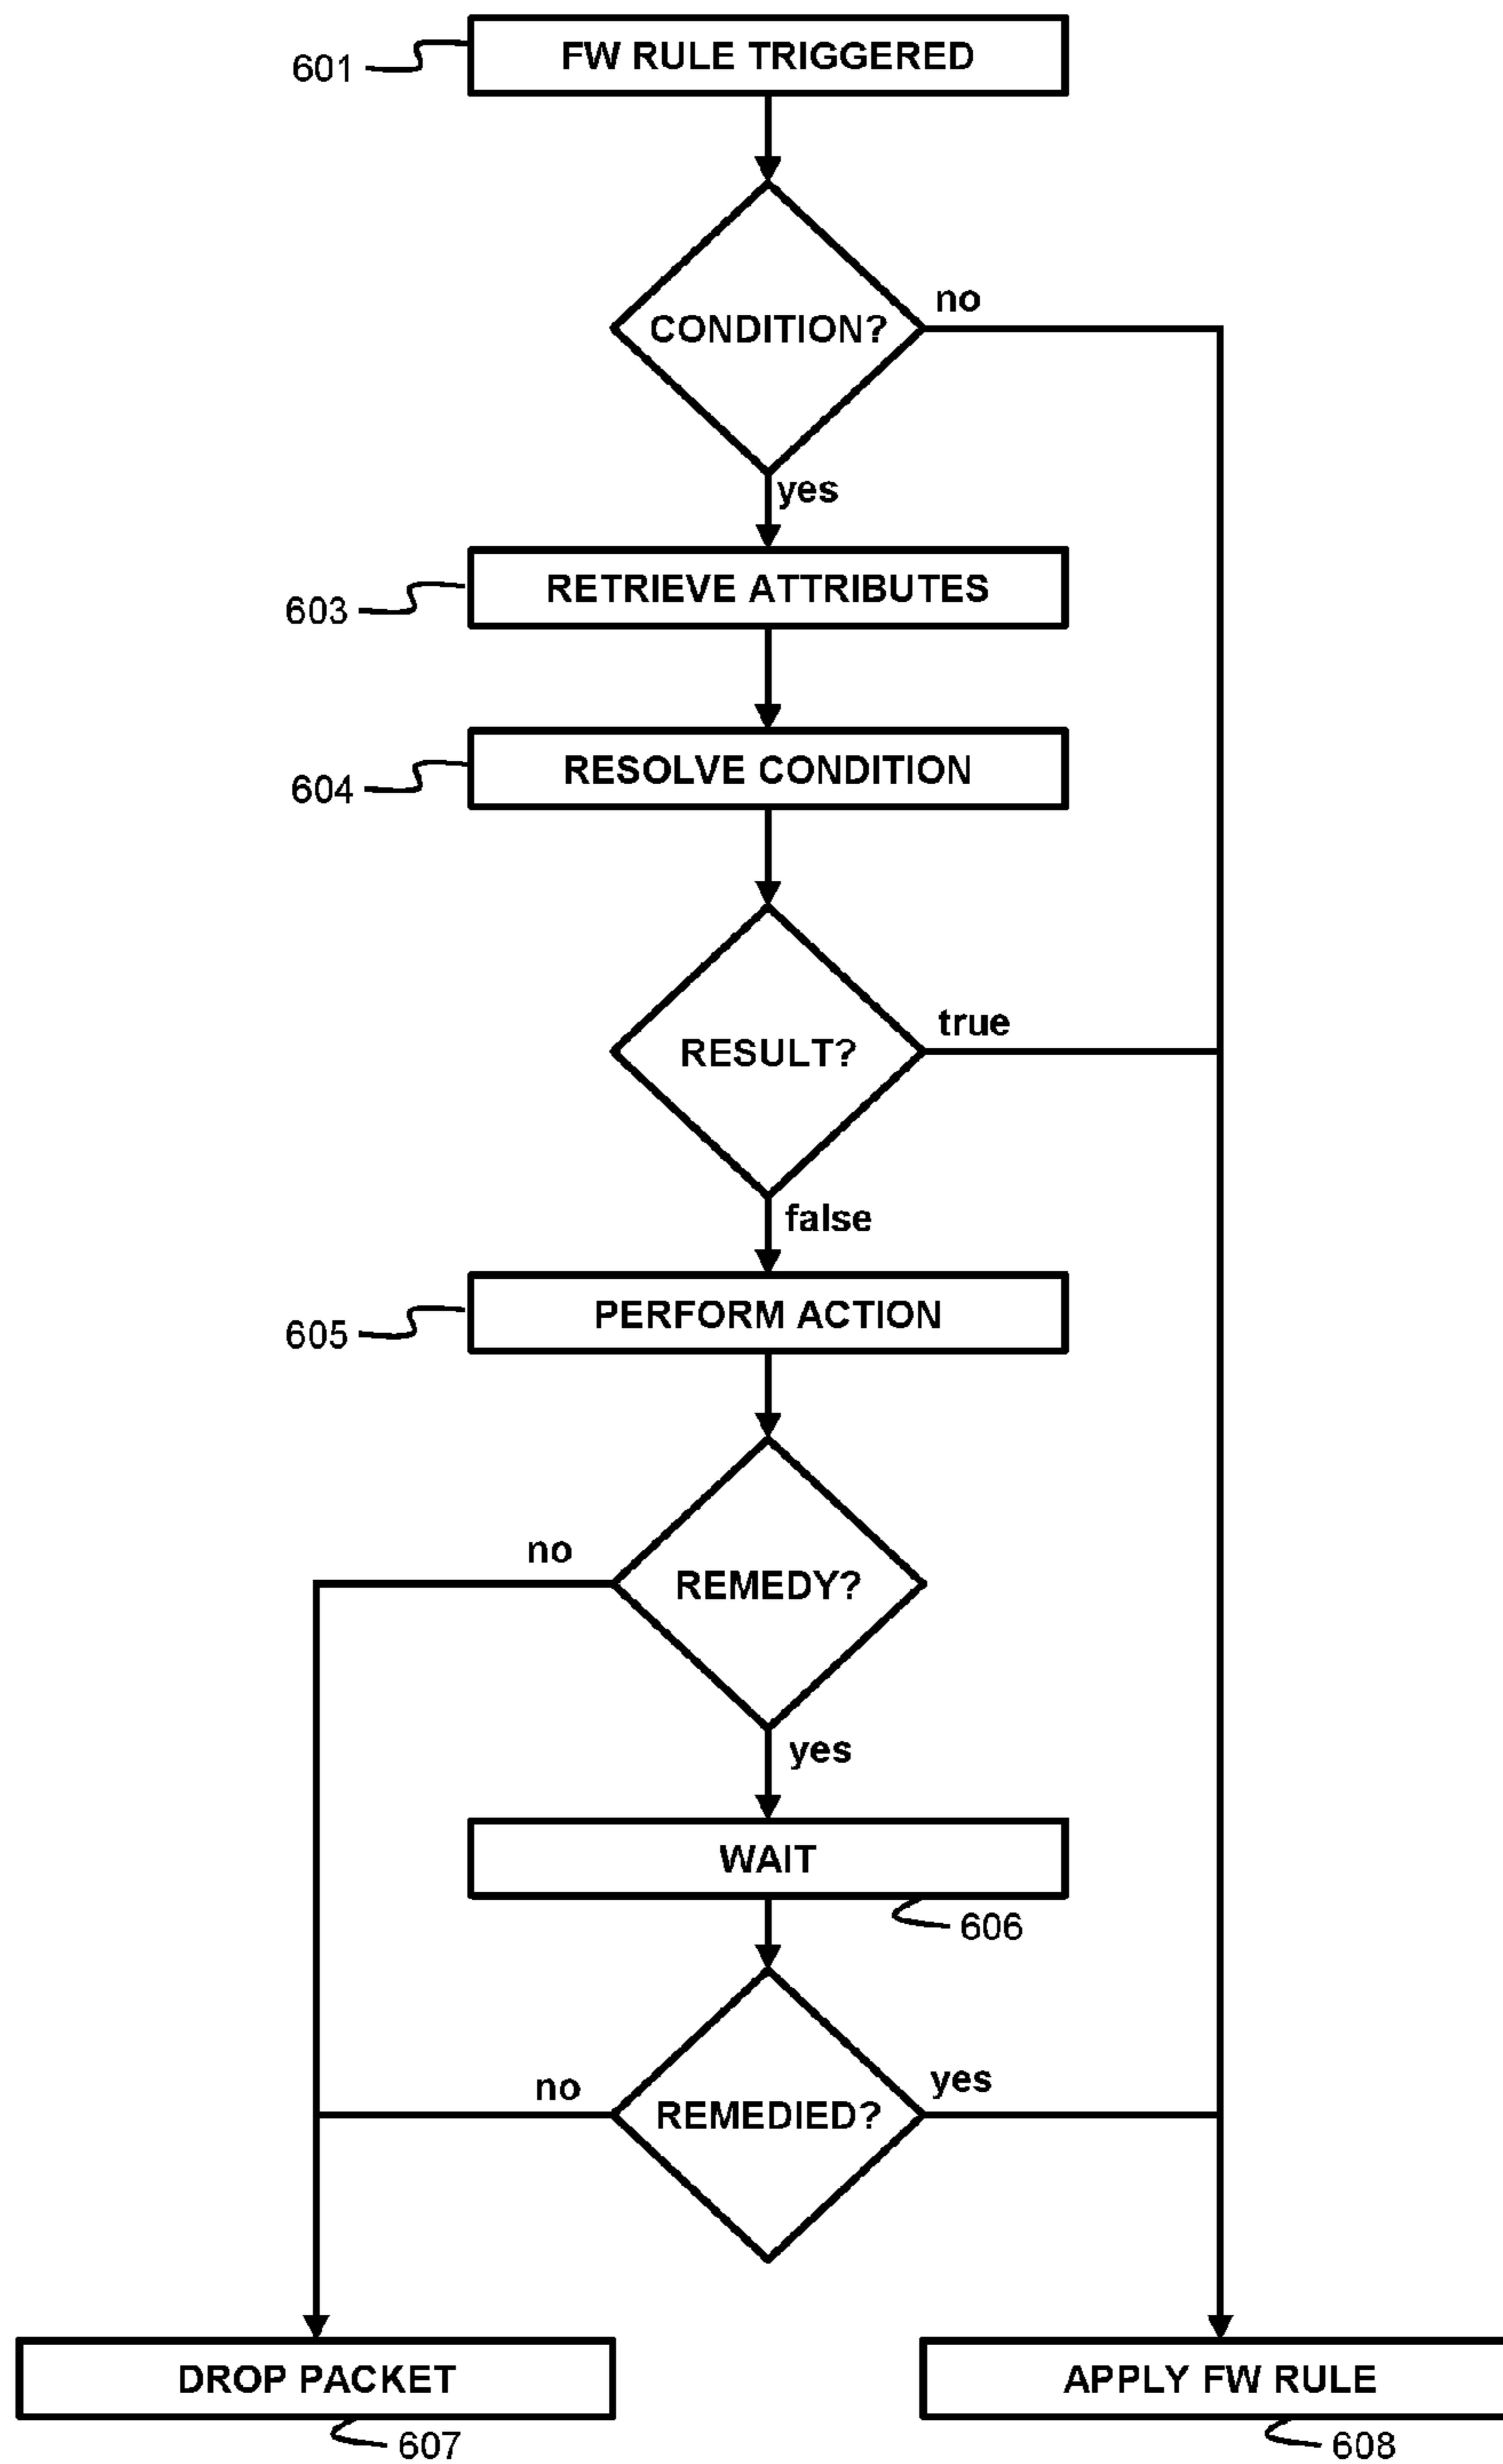 FW RULE TRIGGERED
601
CONDITION?
no
yes
RETRIEVE ATTRIBUTES
603
RESOLVE CONDITION
604
RESULT?
true
false
PERFORM ACTION
605
REMEDY?
no
yes
WAIT
606
REMEDIED?
no
yes
DROP PACKET
607
APPLY FW RULE
608